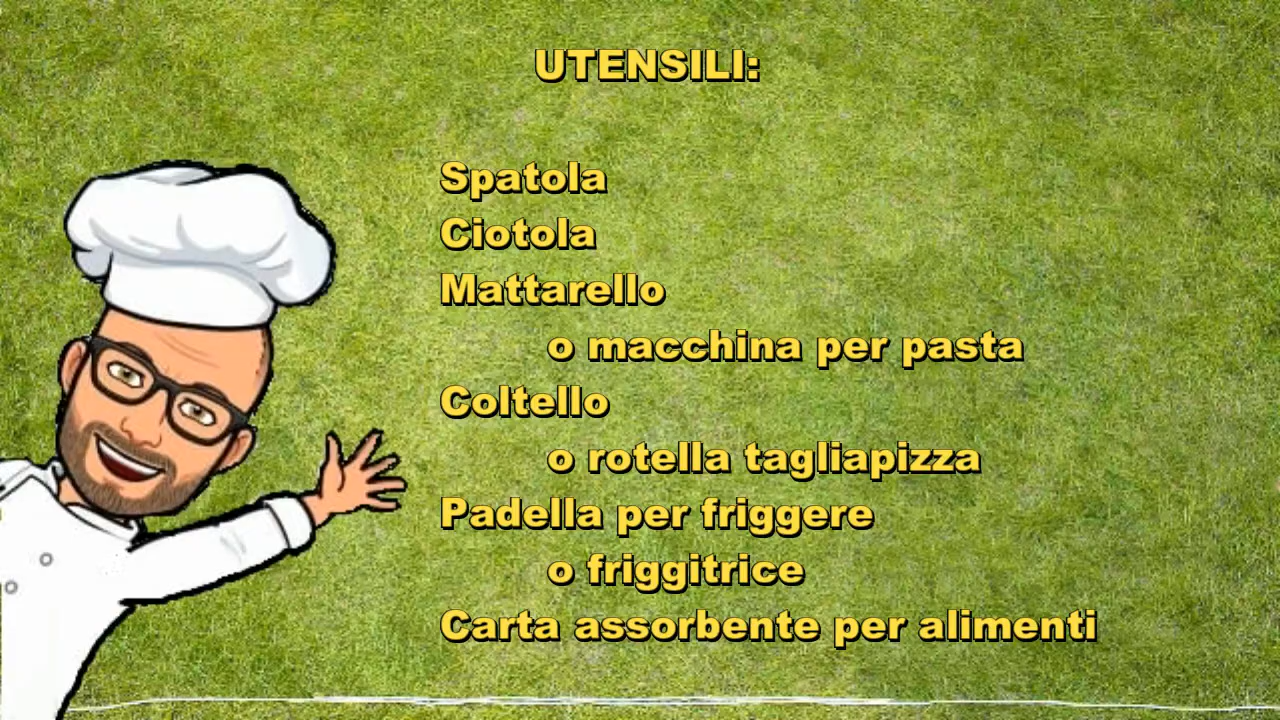 UTENSILI:
Spatola
Ciotola
Mattarello
o macchina per pasta
Coltello
o rotella tagliapizza
Padella per friggere
o friggitrice
Carta assorbente per alimenti